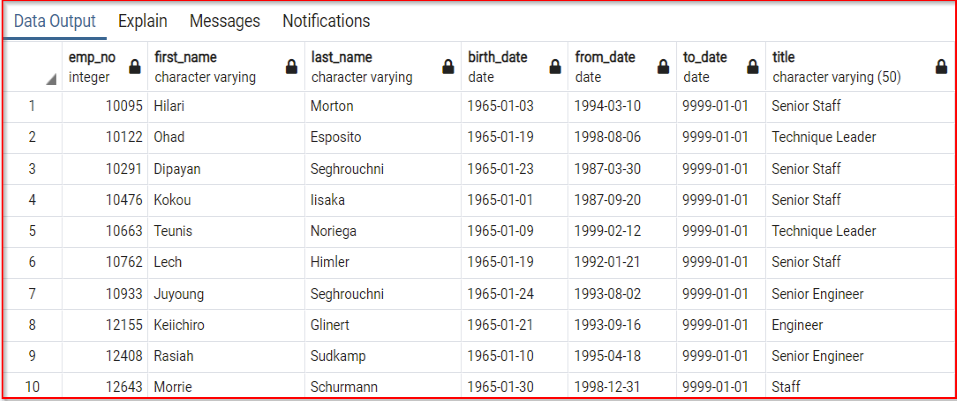 Data Output Explain Messages Notifications
emp_no first_name last_name birth_date from_date to_date title
integer character varying character varying date date date character varying (50)
1 10095 Hilari Morton 1965-01-03 1994-03-10 9999-01-01 Senior Staff
2 10122 Ohad Esposito 1965-01-19 1998-08-06 9999-01-01 Technique Leader
3 10291 Dipayan Seghrouchni 1965-01-23 1987-03-30 9999-01-01 Senior Staff
4 10476 Kokou Iisaka 1965-01-01 1987-09-20 9999-01-01 Senior Staff
5 10663 Teunis Noriega 1965-01-09 1999-02-12 9999-01-01 Technique Leader
6 10762 Lech Himler 1965-01-19 1992-01-21 9999-01-01 Senior Staff
7 10933 Juyoung Seghrouchni 1965-01-24 1993-08-02 9999-01-01 Senior Engineer
8 12155 Keiichiro Glinert 1965-01-21 1993-09-16 9999-01-01 Engineer
9 12408 Rasiah Sudkamp 1965-01-10 1995-04-18 9999-01-01 Senior Engineer
10 12643 Morrie Schurmann 1965-01-30 1998-12-31 9999-01-01 Staff